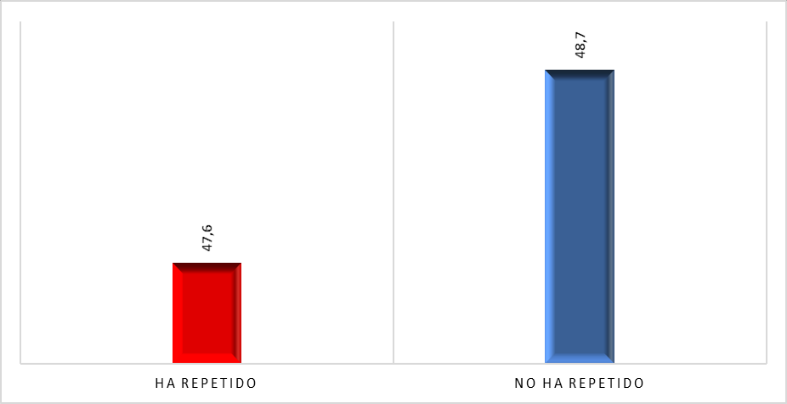 47,6
48,7
HA REPETIDO
NO HA REPETIDO